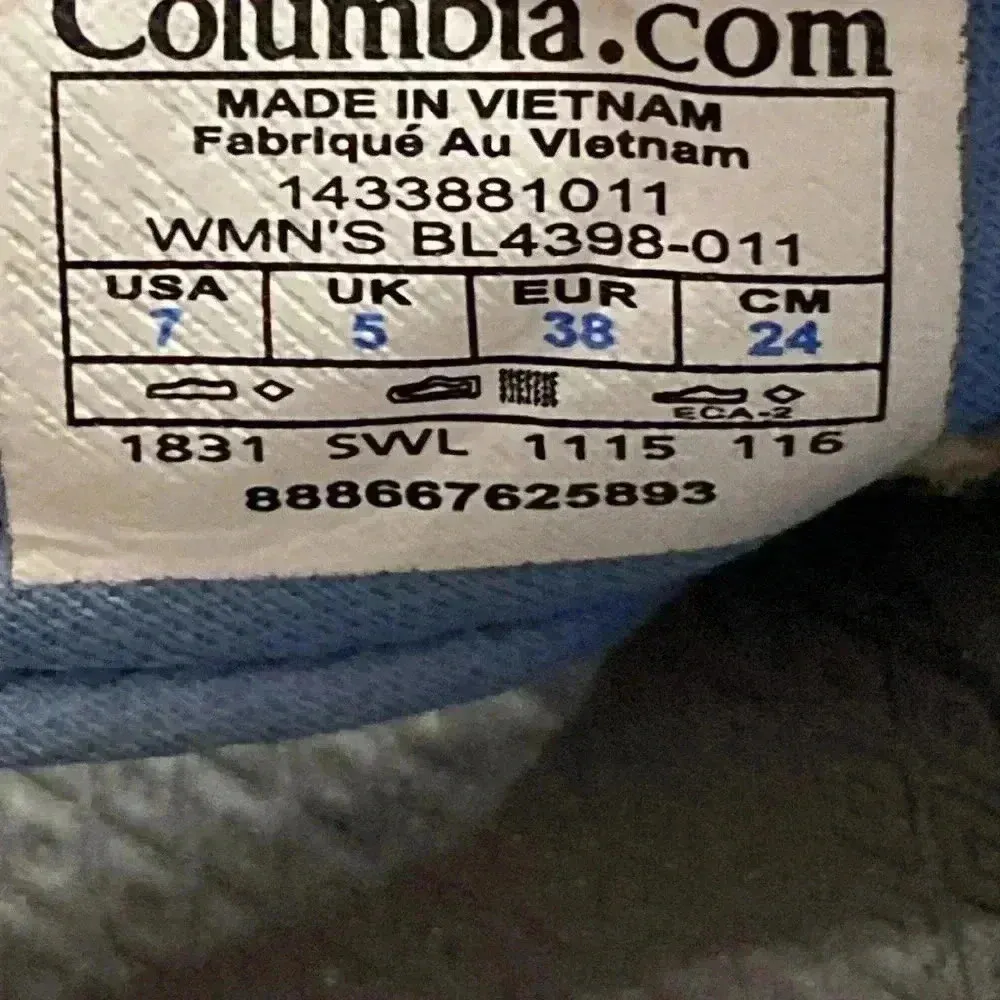 Columbia.com
MADE IN VIETNAM
Fabriqué Au Vietnam
1433881011
WMN'S BL4398-011
USA UK EUR CM
7 5 38 24
ECA-2
1831 SWL 1115 116
888667625893